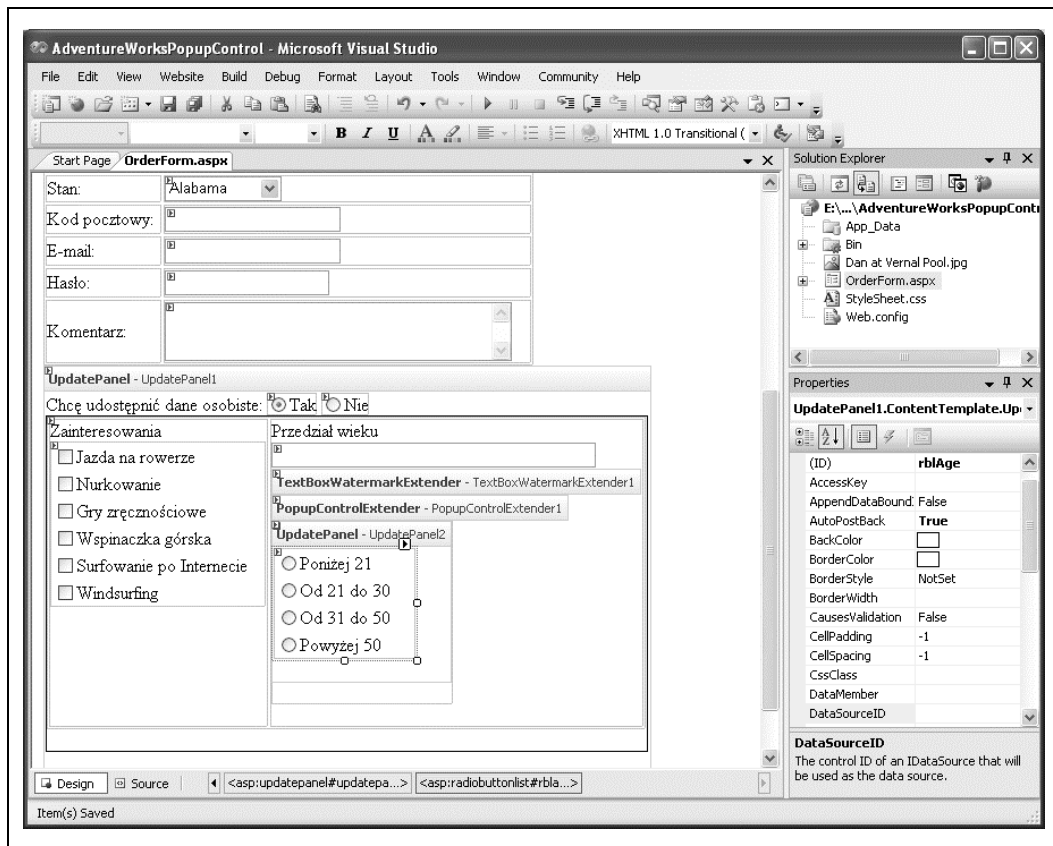 AdventureWorksPopupControl - Microsoft Visual Studio
File Edit View Website Build Debug Format Layout Tools Window Community Help
B I U A XHTML 1.0 Transitional (
Start Page OrderForm.aspx
Stan: Alabama
Kod pocztowy:
E-mail:
Hasło:
Komentarz:
UpdatePanel - UpdatePanel1
Chcę udostępnić dane osobiste: Tak Nie
Zainteresowania
Jazda na rowerze
Nurkowanie
Gry zręcznościowe
Wspinaczka górska
Surfowanie po Internecie
Windsurfing
Przedział wieku
TextBoxWatermarkExtender - TextBoxWatermarkExtender1
PopupControlExtender - PopupControlExtender1
UpdatePanel - UpdatePanel2
Poniżej 21
Od 21 do 30
Od 31 do 50
Powyżej 50
Design Source <asp:updatepanel#updatepa...> <asp:radiobuttonlist#rbla...>
Item(s) Saved
Solution Explorer
E:\...\AdventureWorksPopupConti
App_Data
Bin
Dan at Vernal Pool.jpg
OrderForm.aspx
StyleSheet.css
Web.config
Properties
UpdatePanel1.ContentTemplate.Up
(ID) rblAge
AccessKey
AppendDataBound False
AutoPostBack True
BackColor
BorderColor
BorderStyle NotSet
BorderWidth
CausesValidation False
CellPadding -1
CellSpacing -1
CssClass
DataMember
DataSourceID
DataSourceID
The control ID of an IDataSource that will
be used as the data source.